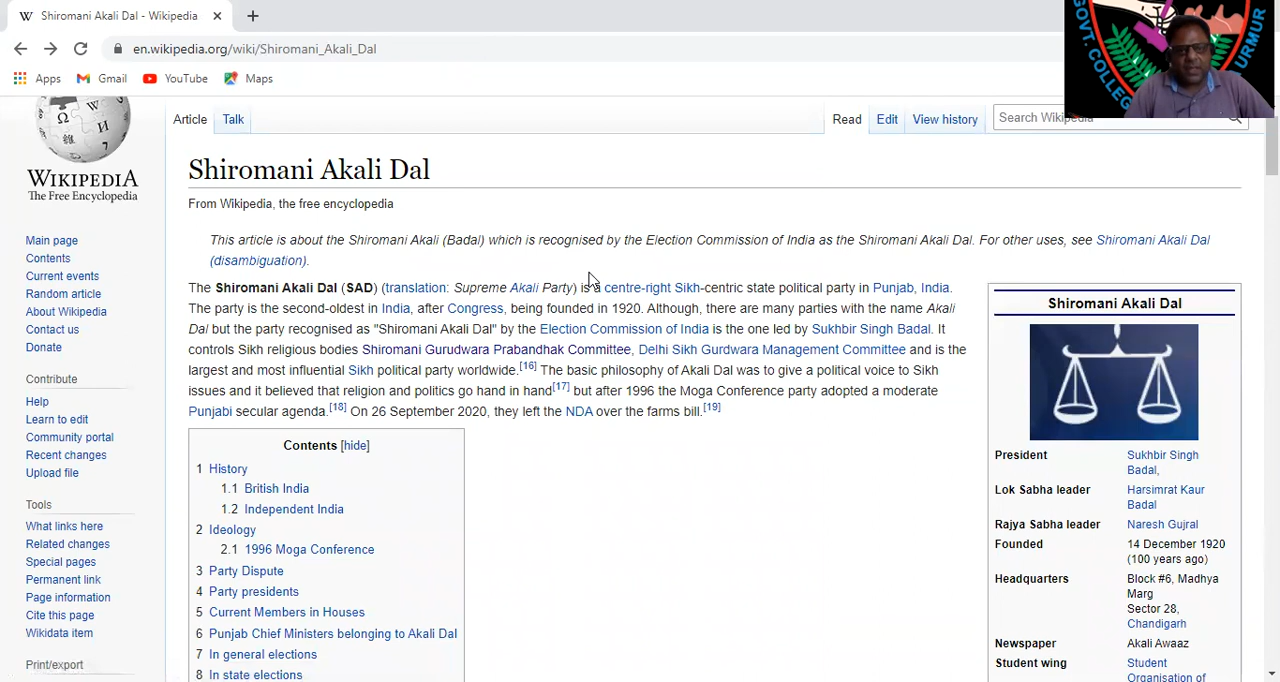 Shiromani Akali Dal - Wikipedia
en.wikipedia.org/wiki/Shiromani_Akali_Dal
Apps Gmail YouTube Maps
GOVT. COLLEG URMUR
WIKIPEDIA
The Free Encyclopedia
Main page
Contents
Current events
Random article
About Wikipedia
Contact us
Donate
Contribute
Help
Learn to edit
Community portal
Recent changes
Upload file
Tools
What links here
Related changes
Special pages
Permanent link
Page information
Cite this page
Wikidata item
Print/export
Article Talk Read Edit View history Search Wikipedia
Shiromani Akali Dal
From Wikipedia, the free encyclopedia
This article is about the Shiromani Akali (Badal) which is recognised by the Election Commission of India as the Shiromani Akali Dal. For other uses, see Shiromani Akali Dal
(disambiguation).
The Shiromani Akali Dal (SAD) (translation: Supreme Akali Party) is a centre-right Sikh-centric state political party in Punjab, India.
The party is the second-oldest in India, after Congress, being founded in 1920. Although, there are many parties with the name Akali
Dal but the party recognised as "Shiromani Akali Dal" by the Election Commission of India is the one led by Sukhbir Singh Badal. It
controls Sikh religious bodies Shiromani Gurudwara Prabandhak Committee, Delhi Sikh Gurdwara Management Committee and is the
largest and most influential Sikh political party worldwide.[16] The basic philosophy of Akali Dal was to give a political voice to Sikh
issues and it believed that religion and politics go hand in hand[17] but after 1996 the Moga Conference party adopted a moderate
Punjabi secular agenda.[18] On 26 September 2020, they left the NDA over the farms bill.[19]
Contents [hide]
1 History
1.1 British India
1.2 Independent India
2 Ideology
2.1 1996 Moga Conference
3 Party Dispute
4 Party presidents
5 Current Members in Houses
6 Punjab Chief Ministers belonging to Akali Dal
7 In general elections
8 In state elections
Shiromani Akali Dal
President Sukhbir Singh
Badal,
Lok Sabha leader Harsimrat Kaur
Badal
Rajya Sabha leader Naresh Gujral
Founded 14 December 1920
(100 years ago)
Headquarters Block #6, Madhya
Marg
Sector 28,
Chandigarh
Newspaper Akali Awaaz
Student wing Student
Organisation of